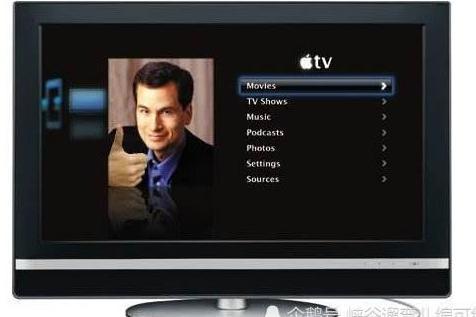 tv
Movies
TV Shows
Music
Podcasts
Photos
Settings
Sources